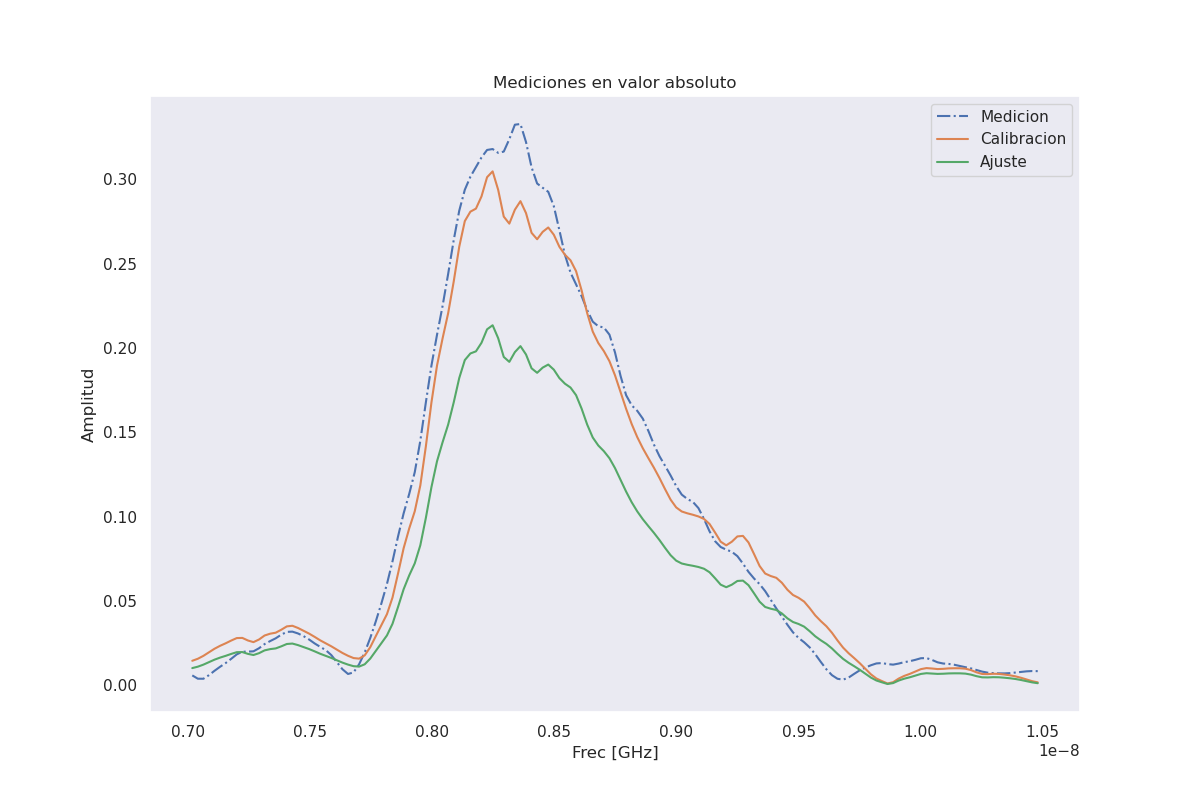 Mediciones en valor absoluto
Medicion
Calibracion
Ajuste
Amplitud
0.30
0.25
0.20
0.15
0.10
0.05
0.00
0.70 0.75 0.80 0.85 0.90 0.95 1.00 1.05
1e−8
Frec [GHz]